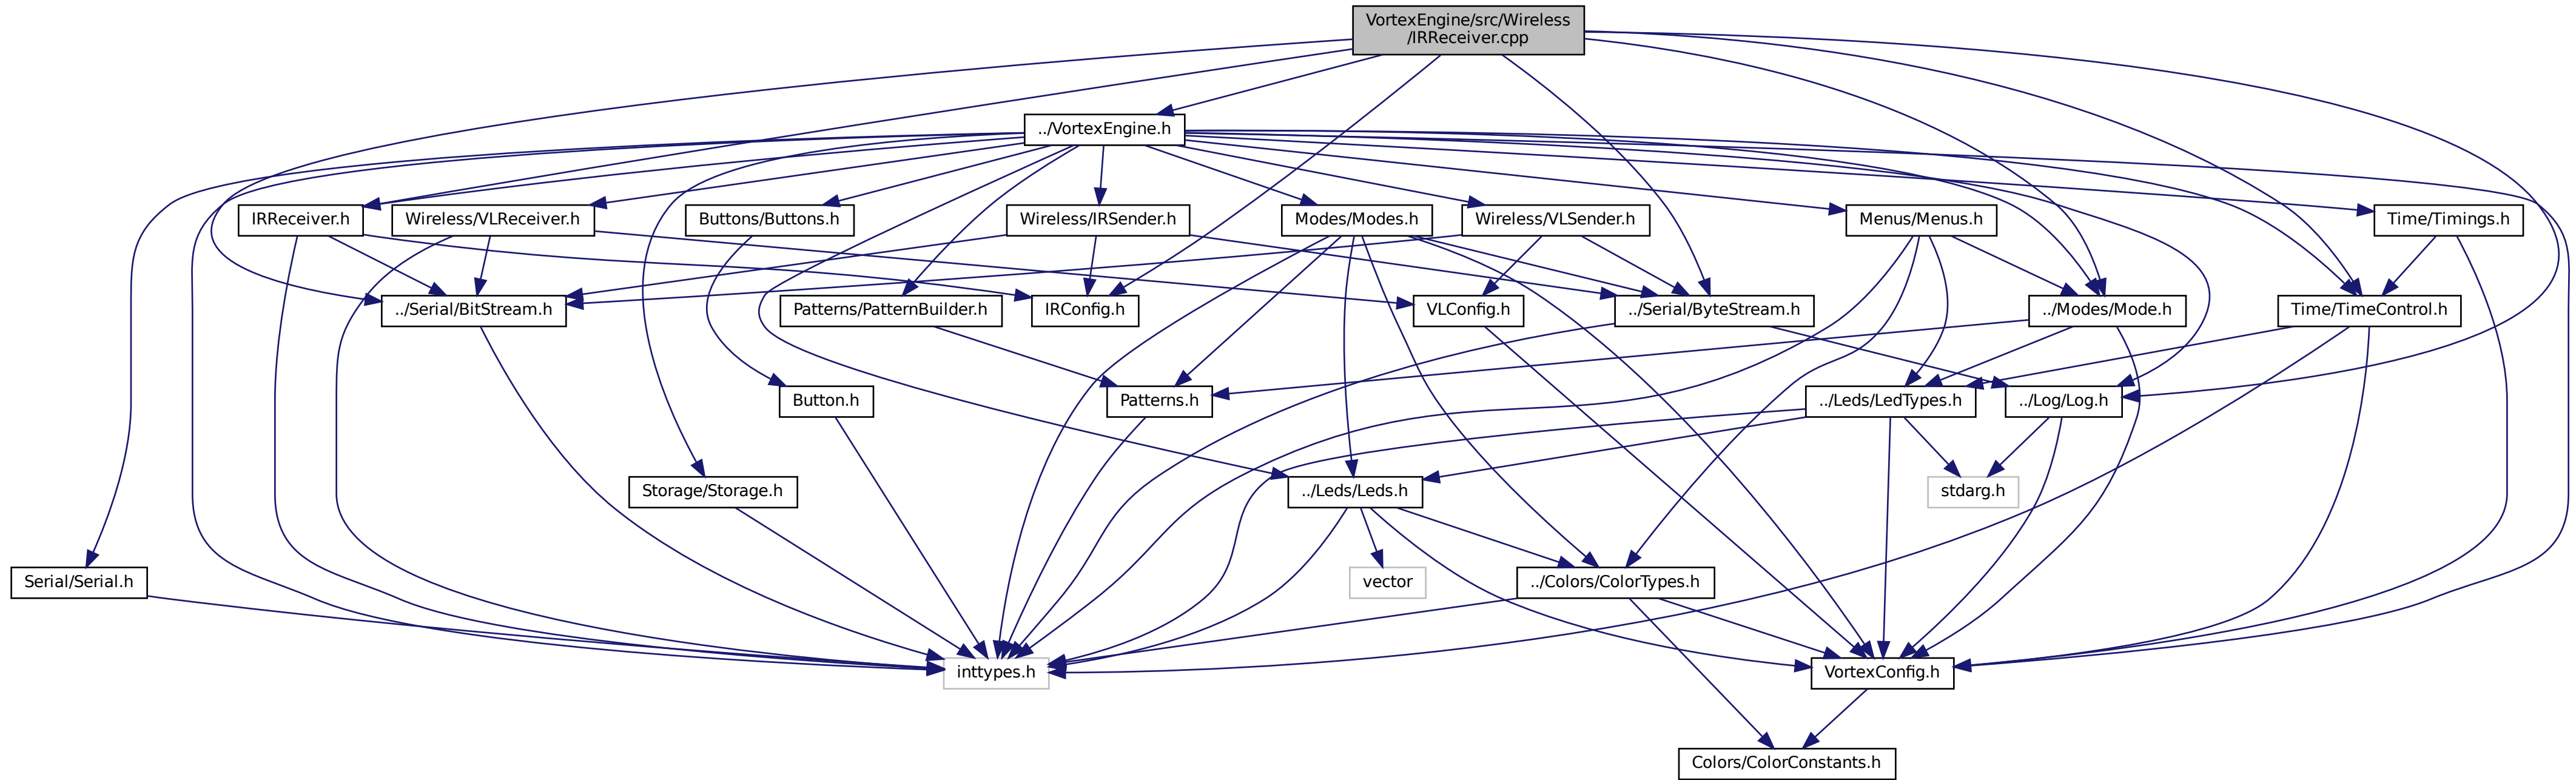 VortexEngine/src/Wireless
/IRReceiver.cpp
../VortexEngine.h
IRReceiver.h
Wireless/VLReceiver.h
Buttons/Buttons.h
Wireless/IRSender.h
Modes/Modes.h
Wireless/VLSender.h
Menus/Menus.h
Time/Timings.h
../Serial/BitStream.h
Patterns/PatternBuilder.h
IRConfig.h
VLConfig.h
../Serial/ByteStream.h
../Modes/Mode.h
Time/TimeControl.h
Button.h
Patterns.h
../Leds/LedTypes.h
../Log/Log.h
Storage/Storage.h
../Leds/Leds.h
stdarg.h
Serial/Serial.h
vector
../Colors/ColorTypes.h
inttypes.h
VortexConfig.h
Colors/ColorConstants.h